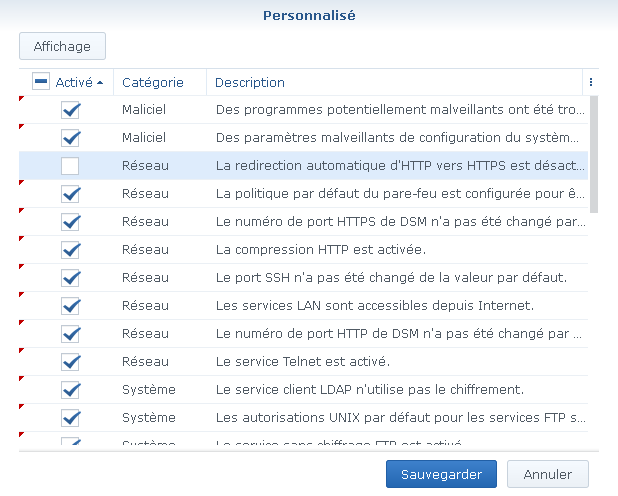 Personnalisé
Affichage
Activé Catégorie Description
Maliciel Des programmes potentiellement malveillants ont été tro...
Maliciel Des paramètres malveillants de configuration du systèm...
Réseau La redirection automatique d'HTTP vers HTTPS est désact...
Réseau La politique par défaut du pare-feu est configurée pour ê...
Réseau Le numéro de port HTTPS de DSM n'a pas été changé par...
Réseau La compression HTTP est activée.
Réseau Le port SSH n'a pas été changé de la valeur par défaut.
Réseau Les services LAN sont accessibles depuis Internet.
Réseau Le numéro de port HTTP de DSM n'a pas été changé par ...
Réseau Le service Telnet est activé.
Système Le service client LDAP n'utilise pas le chiffrement.
Système Les autorisations UNIX par défaut pour les services FTP s...
Système Le service sans chiffrage FTP est activé.
Sauvegarder Annuler